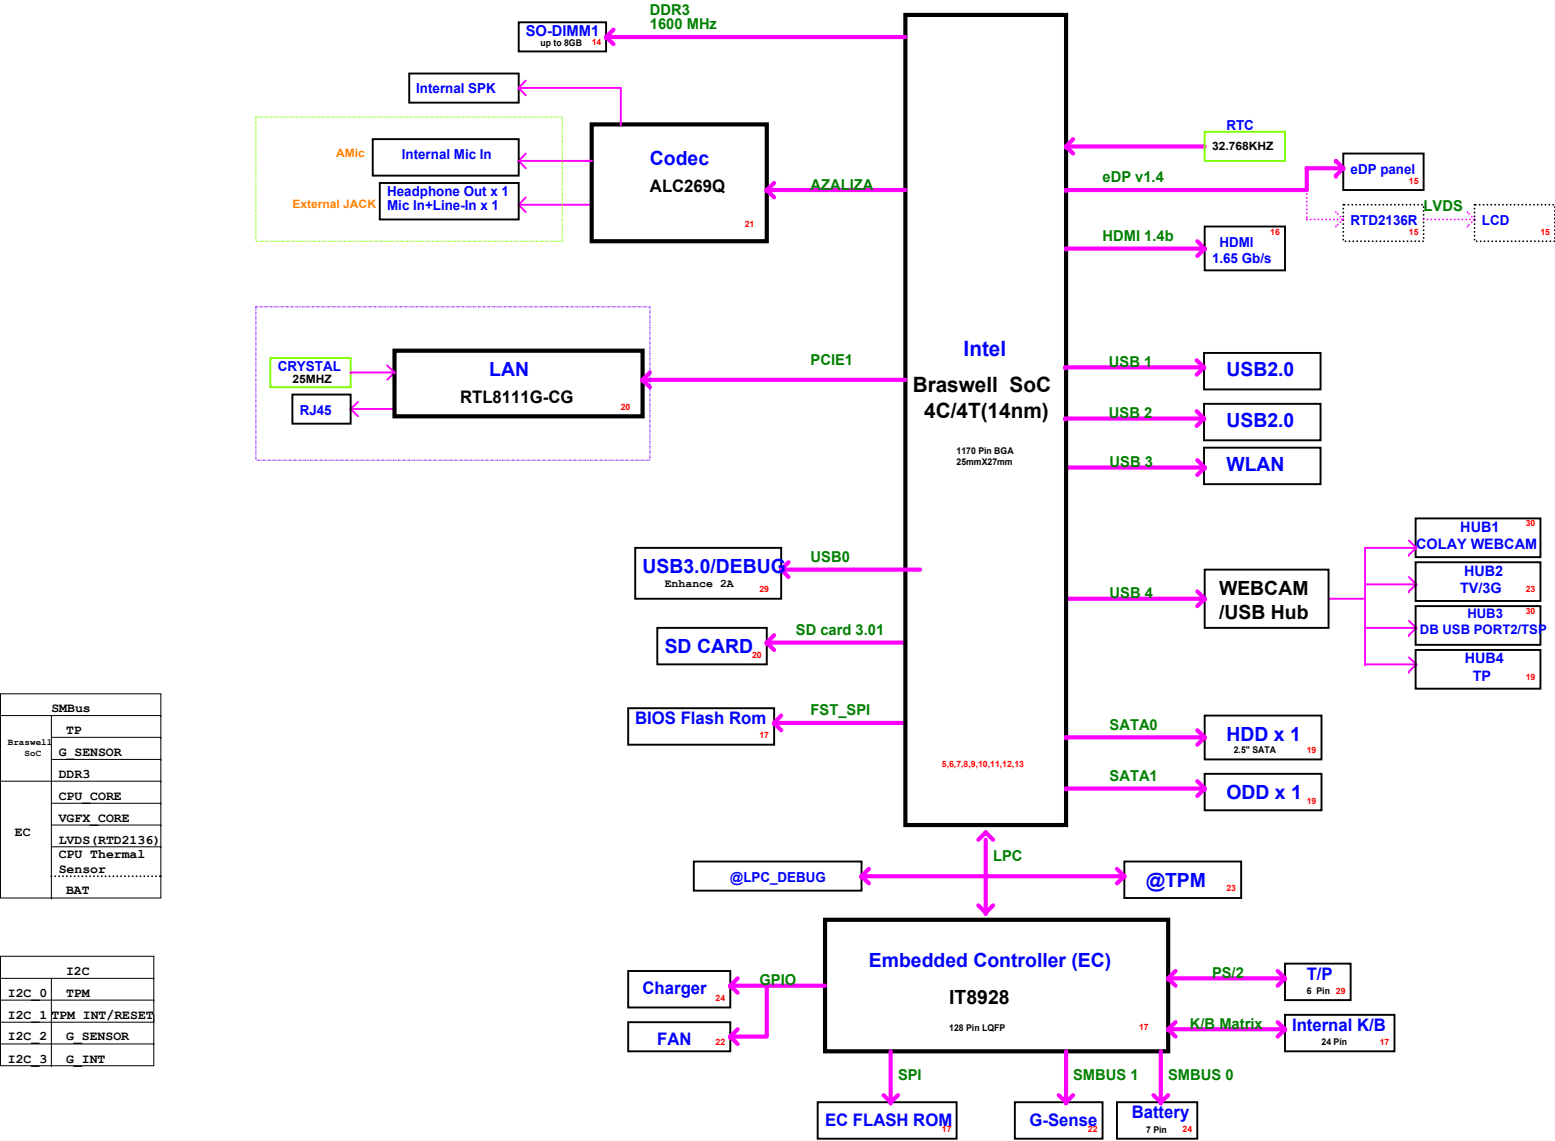 DDR3
1600 MHz
SO-DIMM1
up to 8GB 14
Internal SPK
AMic
Internal Mic In
External JACK
Headphone Out x 1
Mic In+Line-In x 1
Codec
ALC269Q
21
AZALIZA
RTC
32.768KHZ
eDP v1.4
eDP panel
15
RTD2136R
15
LVDS
LCD
15
HDMI 1.4b
16
HDMI
1.65 Gb/s
CRYSTAL
25MHZ
RJ45
LAN
RTL8111G-CG
20
PCIE1
Intel
Braswell SoC
4C/4T(14nm)
1170 Pin BGA
25mmX27mm
5,6,7,8,9,10,11,12,13
USB 1
USB2.0
USB 2
USB2.0
USB 3
WLAN
USB3.0/DEBUG
Enhance 2A
29
USB0
SD CARD
20
SD card 3.01
BIOS Flash Rom
17
FST_SPI
USB 4
WEBCAM
/USB Hub
HUB1 30
COLAY WEBCAM
HUB2
TV/3G 23
HUB3 30
DB USB PORT2/TSP
HUB4
TP 19
SATA0
HDD x 1
2.5" SATA 19
SATA1
ODD x 1 19
SMBus
Braswell
SoC
TP
G_SENSOR
DDR3
EC
CPU_CORE
VGFX_CORE
LVDS(RTD2136)
CPU Thermal
Sensor
BAT
LPC
@LPC_DEBUG
@TPM 23
I2C
I2C_0 TPM
I2C_1 TPM_INT/RESET
I2C_2 G_SENSOR
I2C_3 G_INT
Embedded Controller (EC)
IT8928
128 Pin LQFP
17
Charger 24
GPIO
FAN 22
PS/2
T/P
6 Pin 29
K/B Matrix
Internal K/B
24 Pin 17
SPI
EC FLASH ROM
17
SMBUS 1
G-Sense
22
SMBUS 0
Battery
7 Pin 24